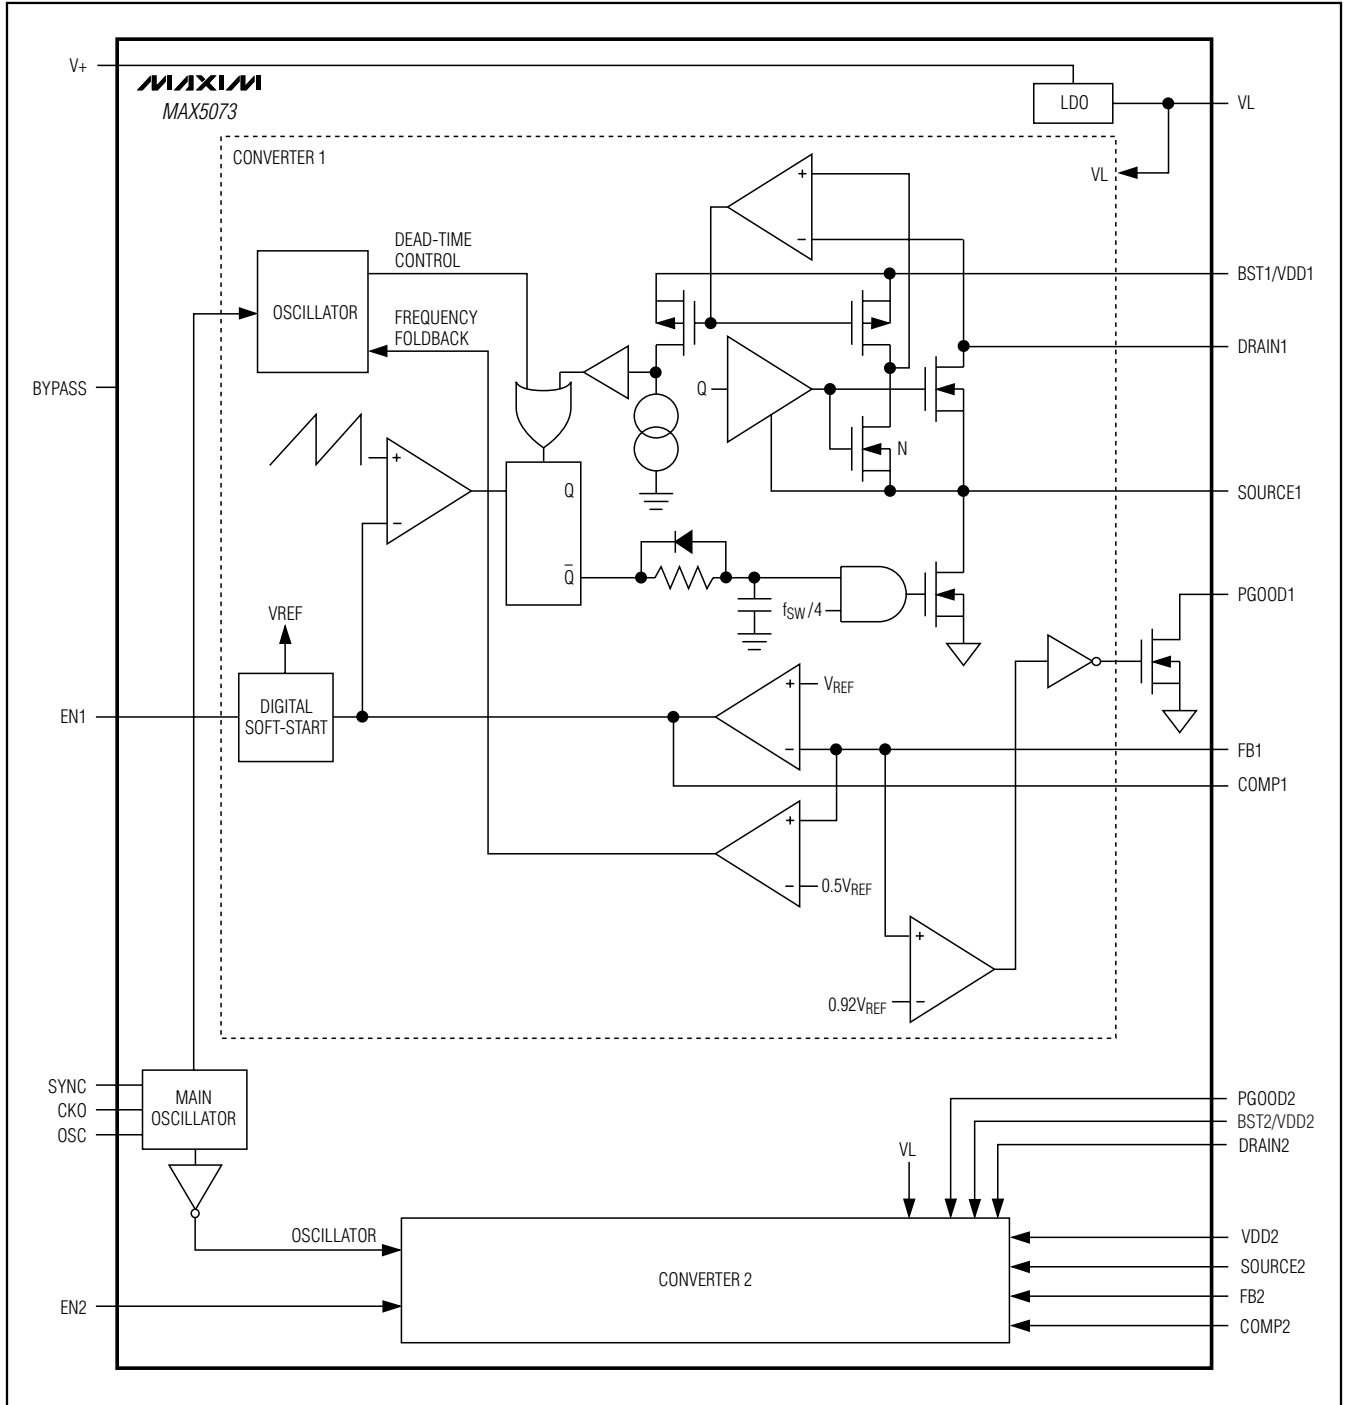 V+
MAXIM
MAX5073
LDO
VL
CONVERTER 1
VL
+
−
DEAD-TIME
CONTROL
BST1/VDD1
OSCILLATOR
FREQUENCY
FOLDBACK
DRAIN1
BYPASS
Q
N
+
−
Q
SOURCE1
Q̅
fSW/4
PGOOD1
VREF
DIGITAL
SOFT-START
EN1
+
VREF
−
FB1
COMP1
+
−
0.5VREF
+
−
0.92VREF
SYNC
CKO
OSC
MAIN
OSCILLATOR
PGOOD2
BST2/VDD2
DRAIN2
VL
OSCILLATOR
CONVERTER 2
VDD2
SOURCE2
FB2
COMP2
EN2